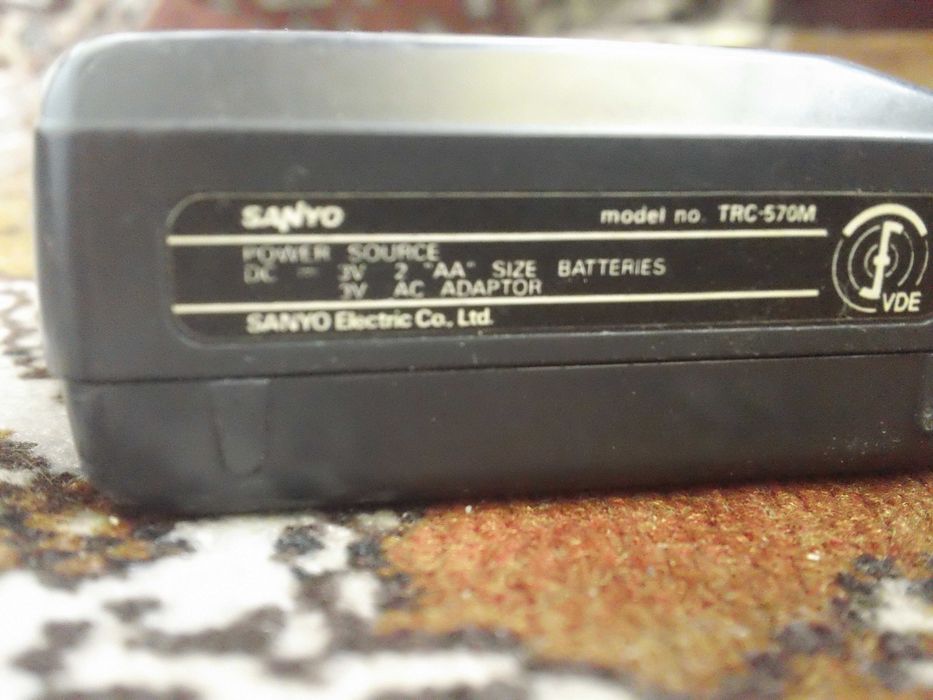 SANYO model no. TRC-570M
POWER SOURCE
DC 3V 2 "AA" SIZE BATTERIES
3V AC ADAPTOR
SANYO Electric Co., Ltd.
VDE